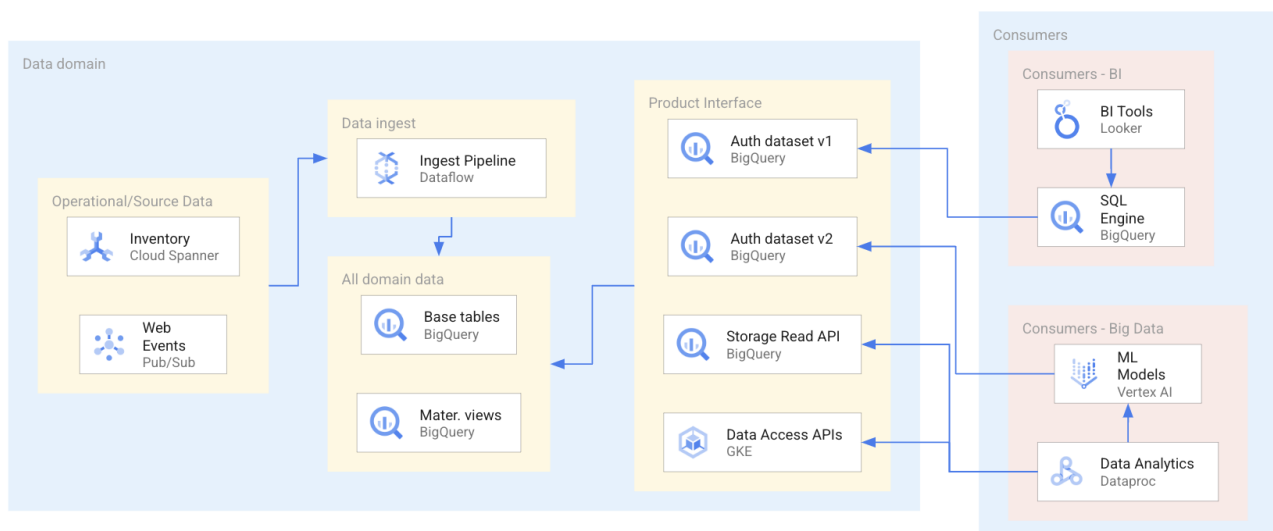 Data domain
Operational/Source Data
Inventory
Cloud Spanner
Web
Events
Pub/Sub
Data ingest
Ingest Pipeline
Dataflow
All domain data
Base tables
BigQuery
Mater. views
BigQuery
Product Interface
Auth dataset v1
BigQuery
Auth dataset v2
BigQuery
Storage Read API
BigQuery
Data Access APIs
GKE
Consumers
Consumers - BI
BI Tools
Looker
SQL
Engine
BigQuery
Consumers - Big Data
ML
Models
Vertex AI
Data Analytics
Dataproc